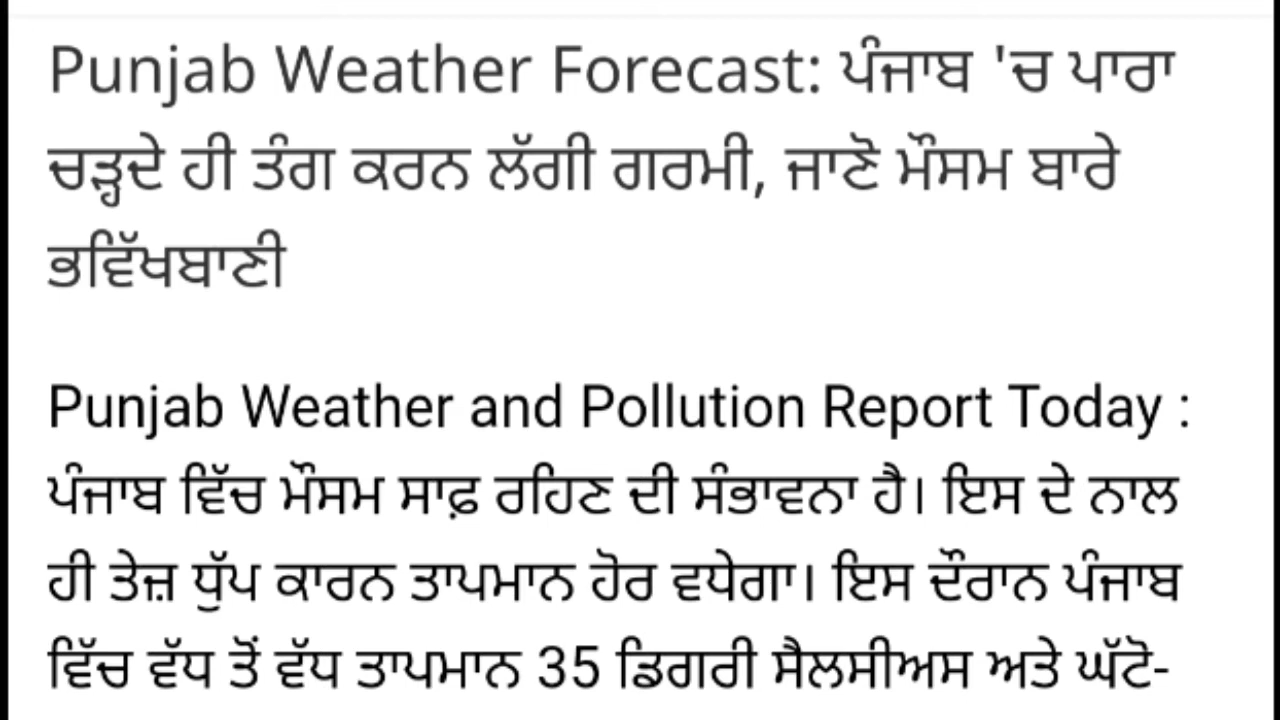 Punjab Weather Forecast: ਪੰਜਾਬ 'ਚ ਪਾਰਾ
ਚੜ੍ਹਦੇ ਹੀ ਤੰਗ ਕਰਨ ਲੱਗੀ ਗਰਮੀ, ਜਾਣੋ ਮੌਸਮ ਬਾਰੇ
ਭਵਿੱਖਬਾਣੀ
Punjab Weather and Pollution Report Today :
ਪੰਜਾਬ ਵਿੱਚ ਮੌਸਮ ਸਾਫ਼ ਰਹਿਣ ਦੀ ਸੰਭਾਵਨਾ ਹੈ। ਇਸ ਦੇ ਨਾਲ
ਹੀ ਤੇਜ਼ ਧੁੱਪ ਕਾਰਨ ਤਾਪਮਾਨ ਹੋਰ ਵਧੇਗਾ। ਇਸ ਦੌਰਾਨ ਪੰਜਾਬ
ਵਿੱਚ ਵੱਧ ਤੋਂ ਵੱਧ ਤਾਪਮਾਨ 35 ਡਿਗਰੀ ਸੈਲਸੀਅਸ ਅਤੇ ਘੱਟੋ-